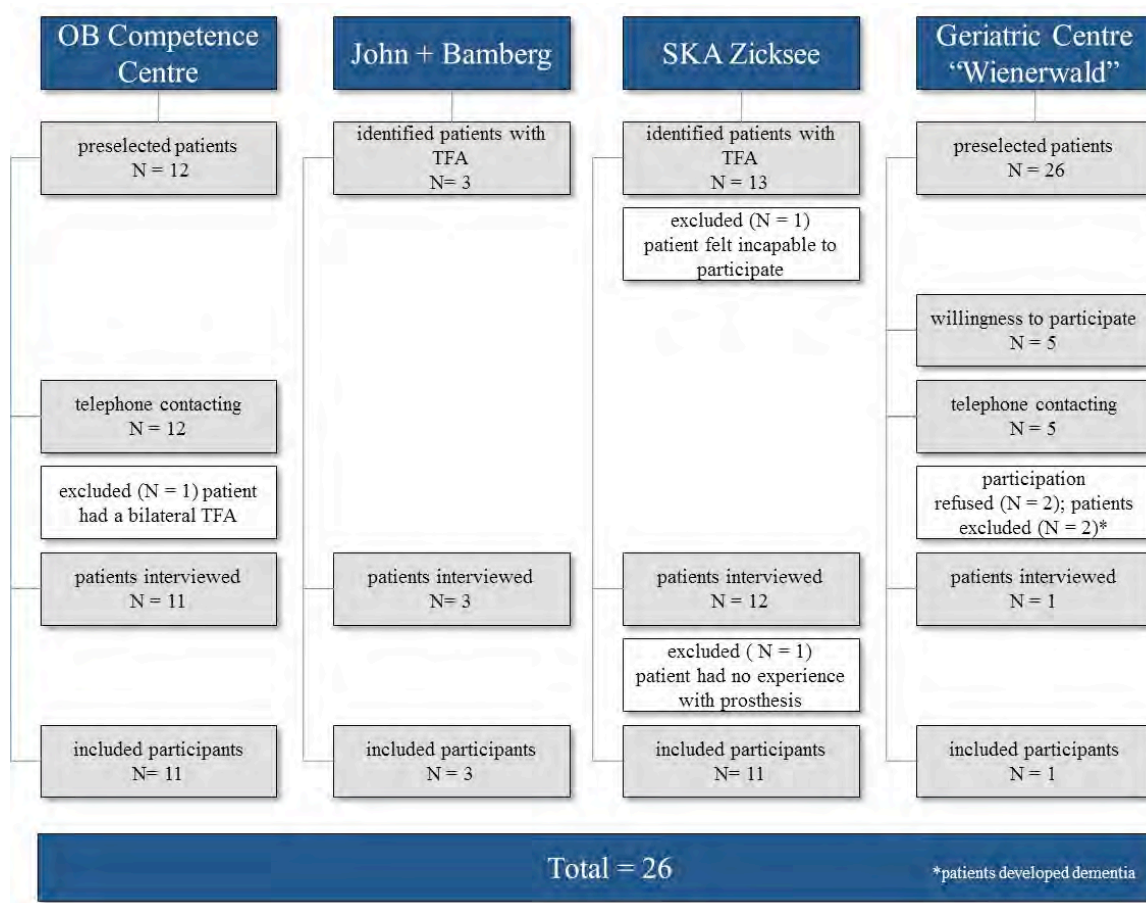 OB Competence
Centre
preselected patients
N = 12
telephone contacting
N = 12
excluded (N = 1) patient
had a bilateral TFA
patients interviewed
N = 11
included participants
N= 11
John + Bamberg
identified patients with
TFA
N= 3
patients interviewed
N= 3
included participants
N = 3
SKA Zicksee
identified patients with
TFA
N = 13
excluded (N = 1)
patient felt incapable to
participate
patients interviewed
N = 12
excluded ( N = 1)
patient had no experience
with prosthesis
included participants
N = 11
Geriatric Centre
“Wienerwald”
preselected patients
N = 26
willingness to participate
N = 5
telephone contacting
N = 5
participation
refused (N = 2); patients
excluded (N = 2)*
patients interviewed
N = 1
included participants
N = 1
Total = 26
*patients developed dementia